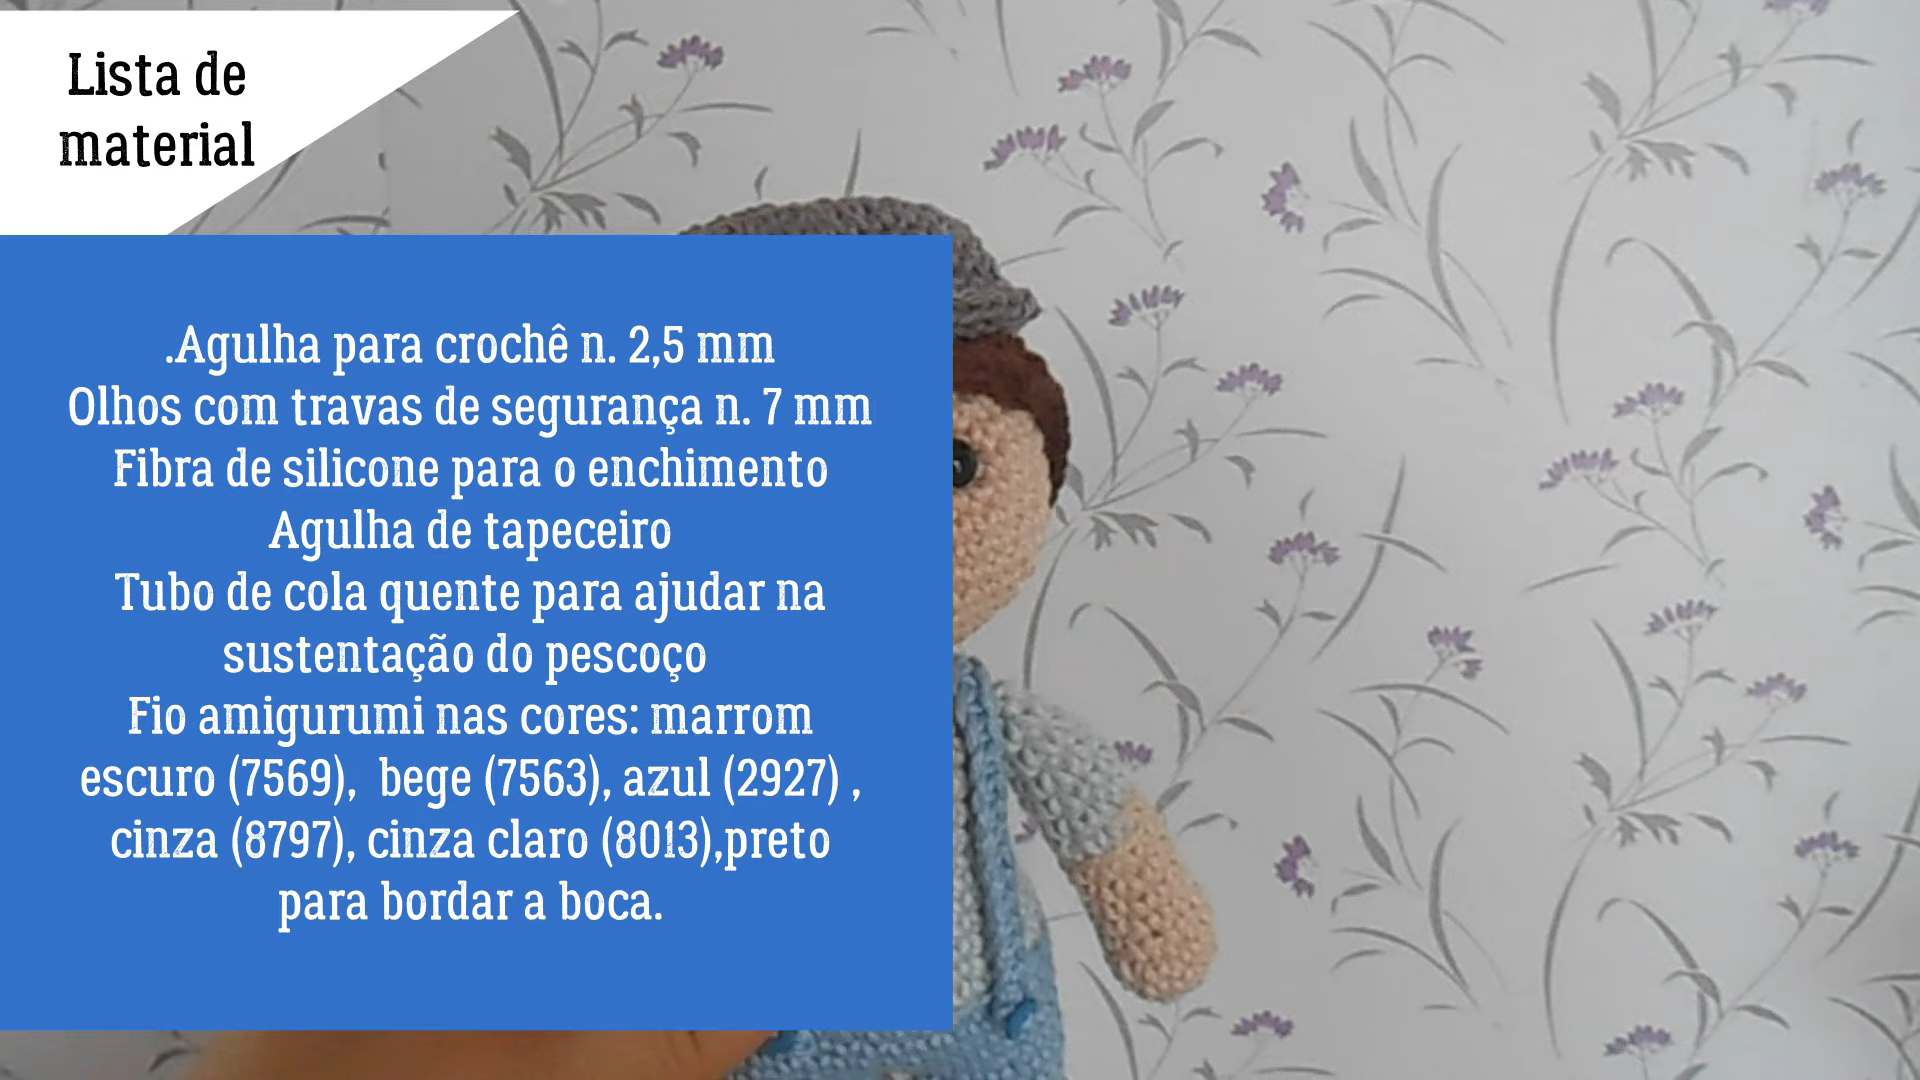 Lista de
material
.Agulha para crochê n. 2,5 mm
Olhos com travas de segurança n. 7 mm
Fibra de silicone para o enchimento
Agulha de tapeceiro
Tubo de cola quente para ajudar na
sustentação do pescoço
Fio amigurumi nas cores: marrom
escuro (7569),  bege (7563), azul (2927) ,
cinza (8797), cinza claro (8013),preto
para bordar a boca.